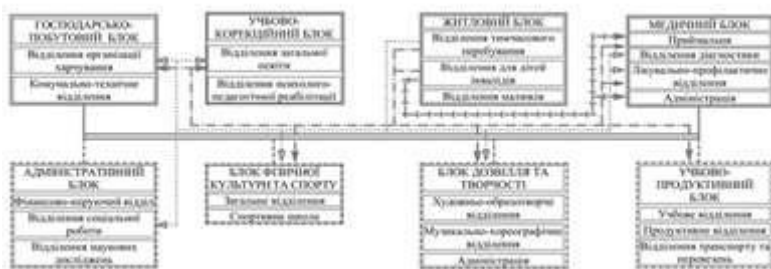 ГОСПОДАРСЬКО-
ПОБУТОВИЙ БЛОК
Відділення організації
харчування
Комунально-технічне
відділення
УЧБОВО-
КОРЕКЦІЙНИЙ БЛОК
Відділення загальної
освіти
Відділення психолого-
педагогічної реабілітації
ЖИТЛОВИЙ БЛОК
Відділення тимчасового
перебування
Відділення для дітей
інвалідів
Відділення маляків
МЕДИЧНИЙ БЛОК
Приймальня
Відділення діагностики
Лікувально-профілактичне
відділення
Адміністрація
АДМІНІСТРАТИВНИЙ
БЛОК
Фінансово-керуючий відділ
Відділення соціальної
роботи
Відділення наукових
досліджень
БЛОК ФІЗИЧНОЇ
КУЛЬТУРИ ТА СПОРТУ
Загальне відділення
Спортивна школа
БЛОК ДОЗВІЛЛЯ ТА
ТВОРЧОСТІ
Художньо-образотворче
відділення
Музикально-хореографічне
відділення
Адміністрація
УЧБОВО-
ПРОДУКТИВНИЙ
БЛОК
Учбове відділення
Продуктивне відділення
Відділення транспорту та
перевезень